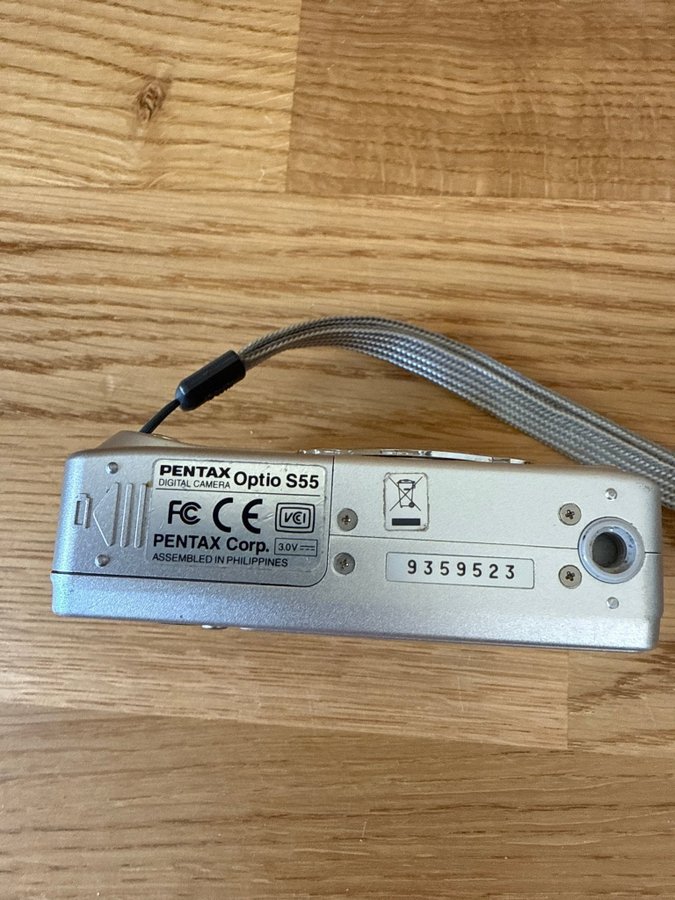 PENTAX Optio S55
DIGITAL CAMERA
FC CE VCI
PENTAX Corp. 3.0V
ASSEMBLED IN PHILIPPINES
9359523